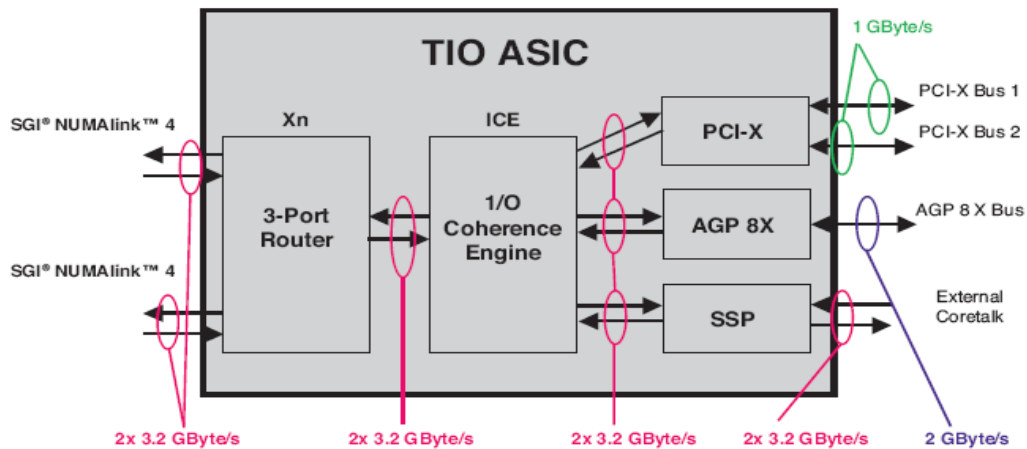 TIO ASIC
1 GByte/s
SGI® NUMAlink™ 4
Xn
ICE
PCI-X
PCI-X Bus 1
PCI-X Bus 2
3-Port
Router
1/O
Coherence
Engine
AGP 8X
AGP 8 X Bus
SGI® NUMAlink™ 4
SSP
External
Coretalk
2x 3.2 GByte/s
2x 3.2 GByte/s
2x 3.2 GByte/s
2x 3.2 GByte/s
2 GByte/s